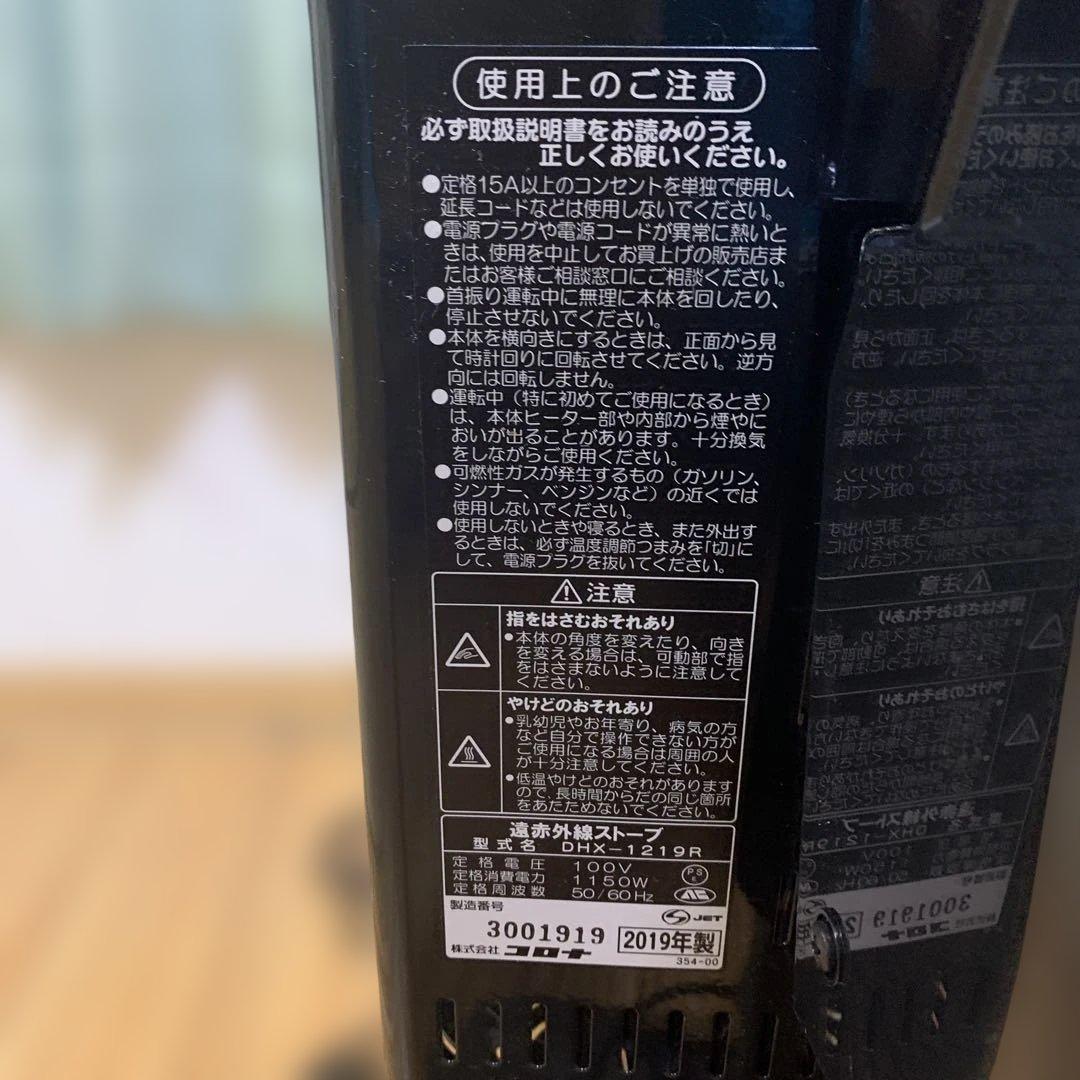 使用上のご注意
必ず取扱説明書をお読みのうえ
正しくお使いください。
●定格15A以上のコンセントを単独で使用し、
延長コードなどは使用しないでください。
●電源プラグや電源コードが異常に熱いと
きは、使用を中止してお買上げの販売店ま
たはお客様ご相談窓口にご相談ください。
●首振り運転中に無理に本体を回したり、
停止させないでください。
●本体を横向きにするときは、正面から見
て時計回りに回転させてください。逆方
向には回転しません。
●運転中（特に初めてご使用になるとき）
は、本体ヒーター部や内部から煙やに
おいが出ることがあります。十分換気
をしながらご使用ください。
●可燃性ガスが発生するもの（ガソリン、
シンナー、ベンジンなど）の近くでは
使用しないでください。
●使用しないときや寝るとき、また外出す
るときは、必ず温度調節つまみを「切」に
して、電源プラグを抜いてください。
注意
指をはさむおそれあり
●本体の角度を変えたり、向き
を変える場合は、可動部で指
をはさまないように注意して
ください。
やけどのおそれあり
●乳幼児やお年寄り、病気の方
など自分で操作できない方が
ご使用になる場合は周囲の人
が十分注意してください。
●低温やけどのおそれがあります
ので、長時間からだの同じ箇所
をあたためないでください。
遠赤外線ストーブ
型式名 DHX-1219R
定格電圧 100V
定格消費電力 1150W
定格周波数 50/60Hz
PS
E
JET
製造番号
3001919 2019年製
株式会社 コロナ
354-00